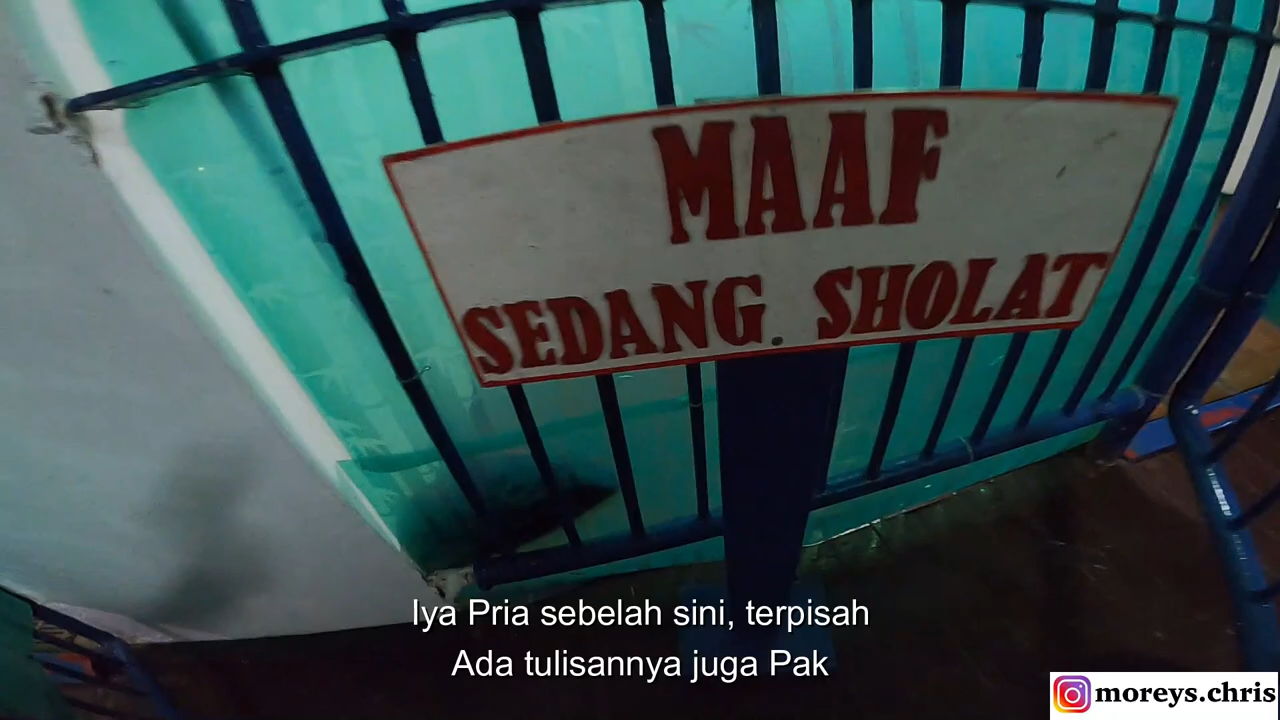 MAAF
SEDANG SHOLAT
Iya Pria sebelah sini, terpisah
Ada tulisannya juga Pak
moreys.chris